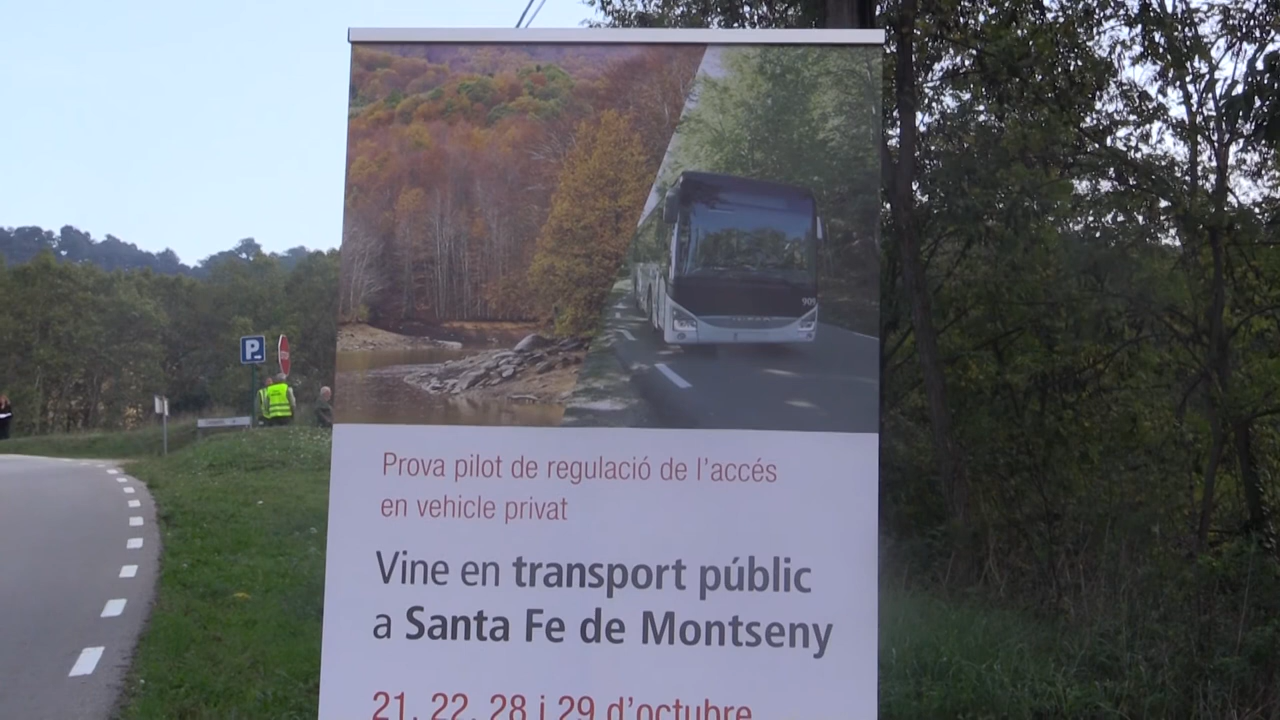 P
901
Prova pilot de regulació de l'accés
en vehicle privat
Vine en transport públic
a Santa Fe de Montseny
21, 22, 28 i 29 d'octubre